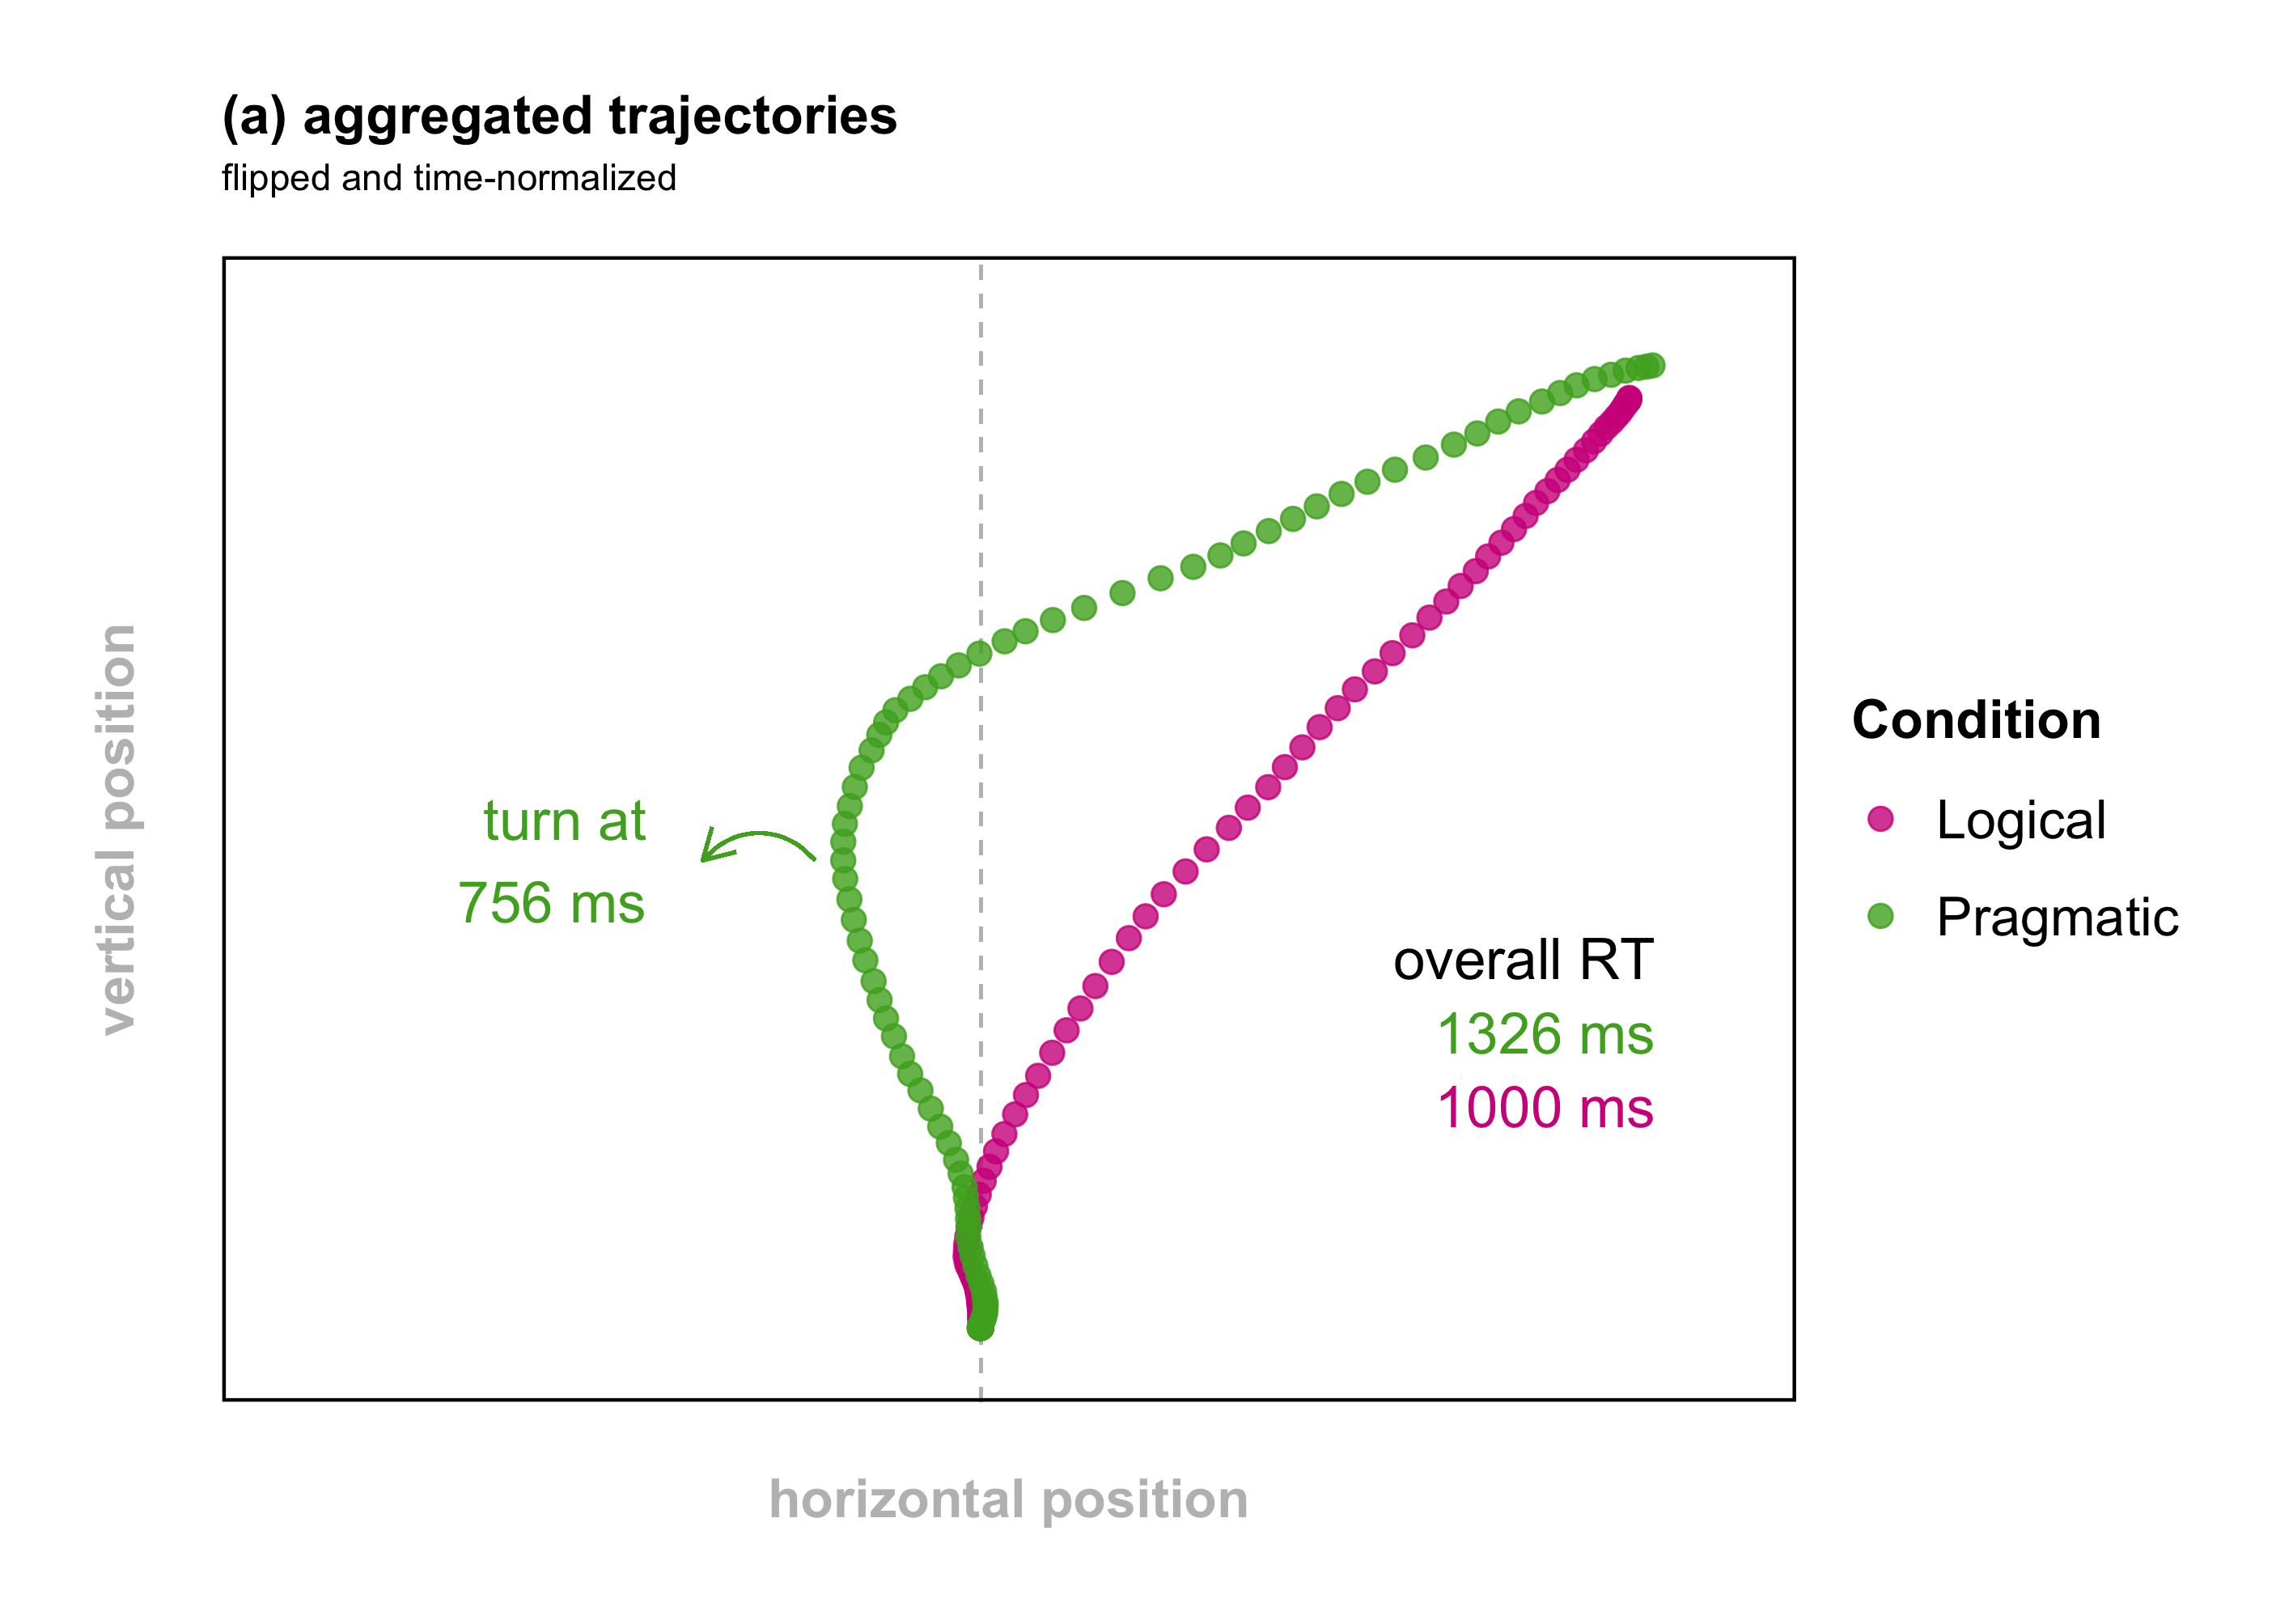 (a) aggregated trajectories
flipped and time-normalized
vertical position
turn at
756 ms
overall RT
1326 ms
1000 ms
horizontal position
Condition
Logical
Pragmatic